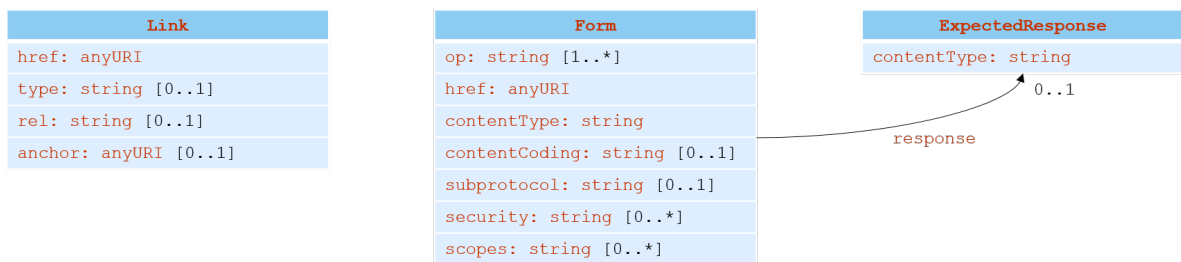 Link
href: anyURI
type: string [0..1]
rel: string [0..1]
anchor: anyURI [0..1]
Form
op: string [1..*]
href: anyURI
contentType: string
contentCoding: string [0..1]
subprotocol: string [0..1]
security: string [0..*]
scopes: string [0..*]
ExpectedResponse
contentType: string
0..1
response